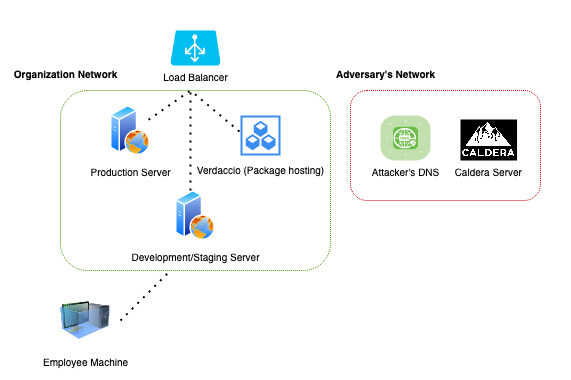 Load Balancer
Organization Network
Adversary's Network
Production Server
Verdaccio (Package hosting)
Attacker's DNS
CALDERA
Caldera Server
Development/Staging Server
Employee Machine